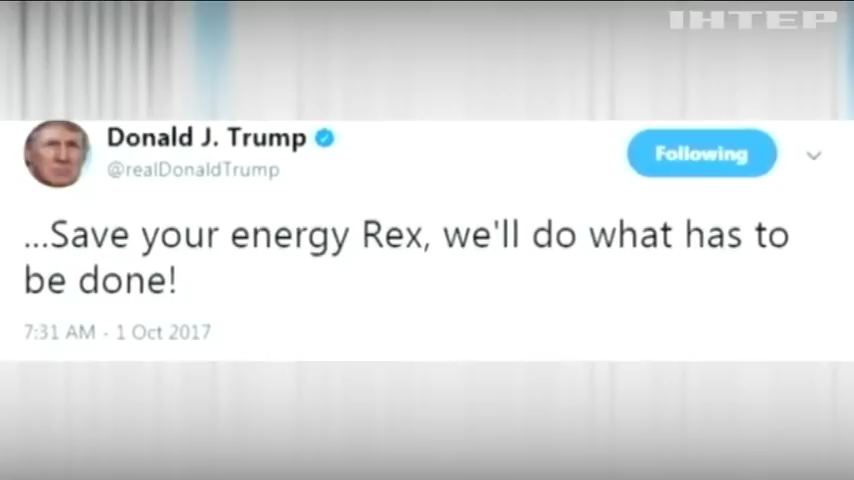 ІНТЕР
Donald J. Trump
@realDonaldTrump
Following
...Save your energy Rex, we'll do what has to
be done!
7:31 AM - 1 Oct 2017